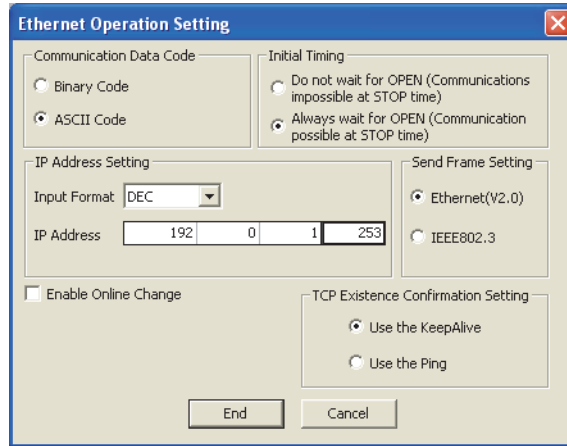 Ethernet Operation Setting
Communication Data Code
Binary Code
ASCII Code
Initial Timing
Do not wait for OPEN (Communications
impossible at STOP time)
Always wait for OPEN (Communication
possible at STOP time)
IP Address Setting
Input Format DEC
IP Address 192 0 1 253
Send Frame Setting
Ethernet(V2.0)
IEEE802.3
Enable Online Change
TCP Existence Confirmation Setting
Use the KeepAlive
Use the Ping
End Cancel